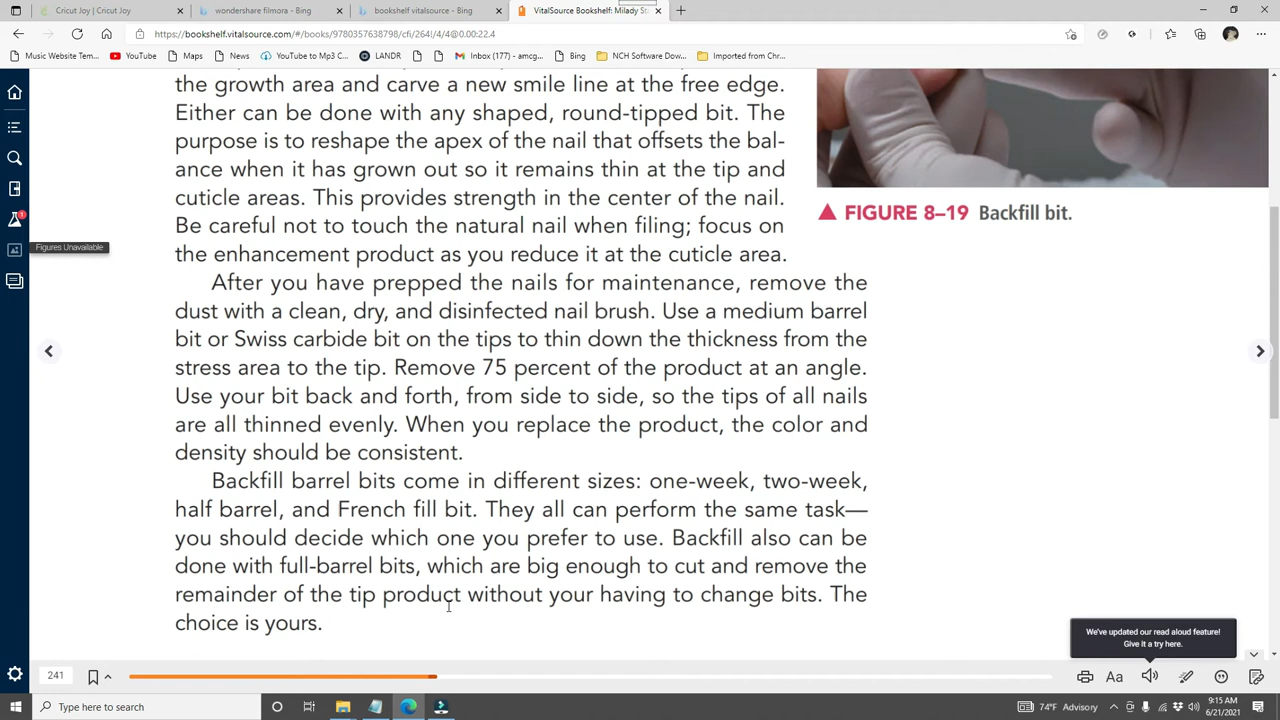 Cricut Joy | Cricut Joy
wondershare filmora - Bing
bookshelf vitalsource - Bing
VitalSource Bookshelf: Milady St
https://bookshelf.vitalsource.com/#/books/9780357638798/cfi/264!/4/4@0.00:22.4
Music Website Tem...
YouTube
Maps
News
YouTube to Mp3 C...
LANDR
Inbox (177) - amcg...
Bing
NCH Software Dow...
Imported from Chr...
the growth area and carve a new smile line at the free edge.
Either can be done with any shaped, round-tipped bit. The
purpose is to reshape the apex of the nail that offsets the bal-
ance when it has grown out so it remains thin at the tip and
cuticle areas. This provides strength in the center of the nail.
Be careful not to touch the natural nail when filing; focus on
the enhancement product as you reduce it at the cuticle area.
▲ FIGURE 8–19 Backfill bit.
1
Figures Unavailable
After you have prepped the nails for maintenance, remove the
dust with a clean, dry, and disinfected nail brush. Use a medium barrel
bit or Swiss carbide bit on the tips to thin down the thickness from the
stress area to the tip. Remove 75 percent of the product at an angle.
Use your bit back and forth, from side to side, so the tips of all nails
are all thinned evenly. When you replace the product, the color and
density should be consistent.
Backfill barrel bits come in different sizes: one-week, two-week,
half barrel, and French fill bit. They all can perform the same task—
you should decide which one you prefer to use. Backfill also can be
done with full-barrel bits, which are big enough to cut and remove the
remainder of the tip product without your having to change bits. The
choice is yours.
We've updated our read aloud feature!
Give it a try here.
241
Aa
Type here to search
74°F Advisory
9:15 AM
6/21/2021